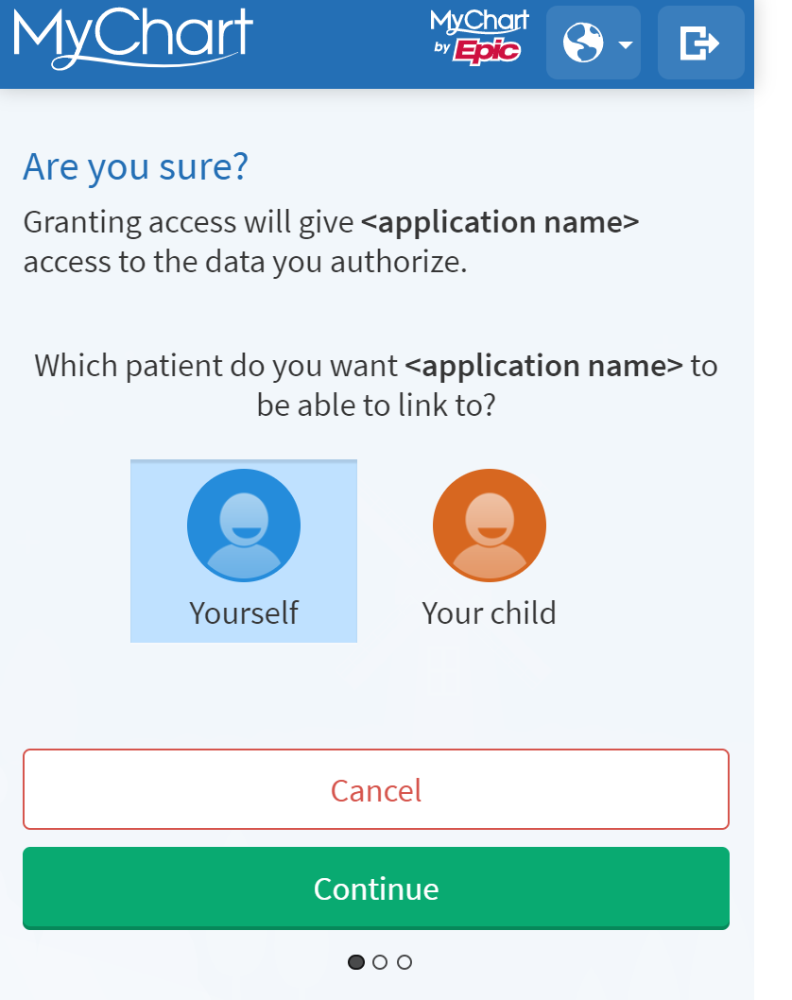 MyChart
MyChart
by Epic
Are you sure?
Granting access will give <application name>
access to the data you authorize.
Which patient do you want <application name> to
be able to link to?
Yourself
Your child
Cancel
Continue